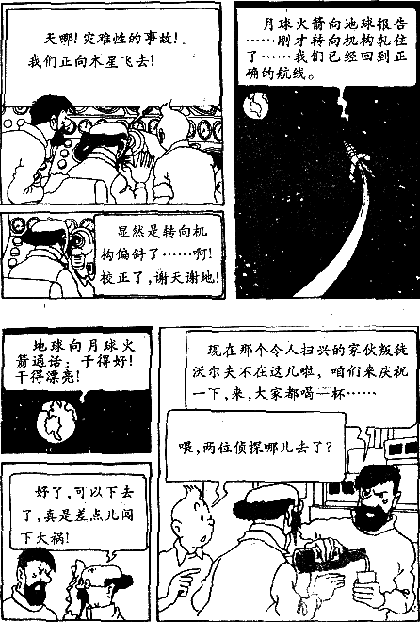 天哪！灾难性的事故！
我们正向木星飞去！
月球火箭向地球报告
……刚才转向机构轧住
了……我们已经回到正
确的航线。
显然是转向机
构偏斜了……啊！
校正了，谢天谢地！
地球向月球火
箭通话：干得好！
干得漂亮！
好了，可以下去
了，真是差点儿闯
下大祸！
现在那个令人扫兴的家伙叛徒
沃尔夫不在这儿啦，咱们来庆祝
一下，来，大家都喝一杯……
喂，两位侦探哪儿去了？